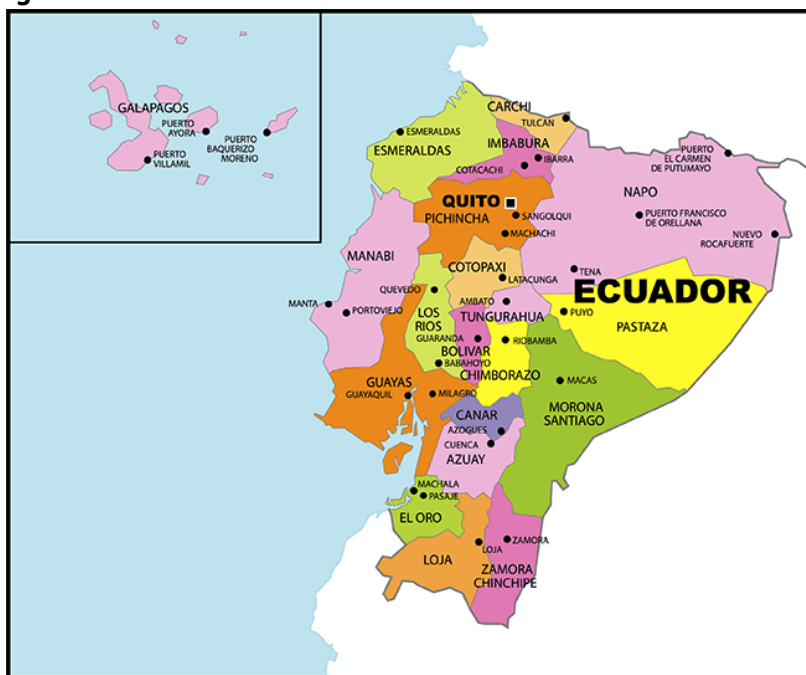 GALAPAGOS
PUERTO
AYORA
PUERTO
BAQUERIZO
MORENO
PUERTO
VILLAMIL
CARCHI
TULCAN
ESMERALDAS
ESMERALDAS
IMBABURA
IBARRA
COTACACHI
PUERTO
EL CARMEN
DE PUTUMAYO
NAPO
QUITO
PICHINCHA
SANGOLQUI
MACHACHI
PUERTO FRANCISCO
DE ORELLANA
NUEVO
ROCAFUERTE
MANABI
COTOPAXI
LATACUNGA
TENA
QUEVEDO
ECUADOR
MANTA
PORTOVIEJO
AMBATO
TUNGURAHUA
PUYO
PASTAZA
LOS
RIOS
GUARANDA
BOLIVAR
RIOBAMBA
BABAHOYO
CHIMBORAZO
GUAYAS
GUAYAQUIL
MILAGRO
MACAS
MORONA
SANTIAGO
CANAR
AZOGUES
CUENCA
AZUAY
MACHALA
PASAJE
EL ORO
LOJA
LOJA
ZAMORA
ZAMORA
CHINCHIPE